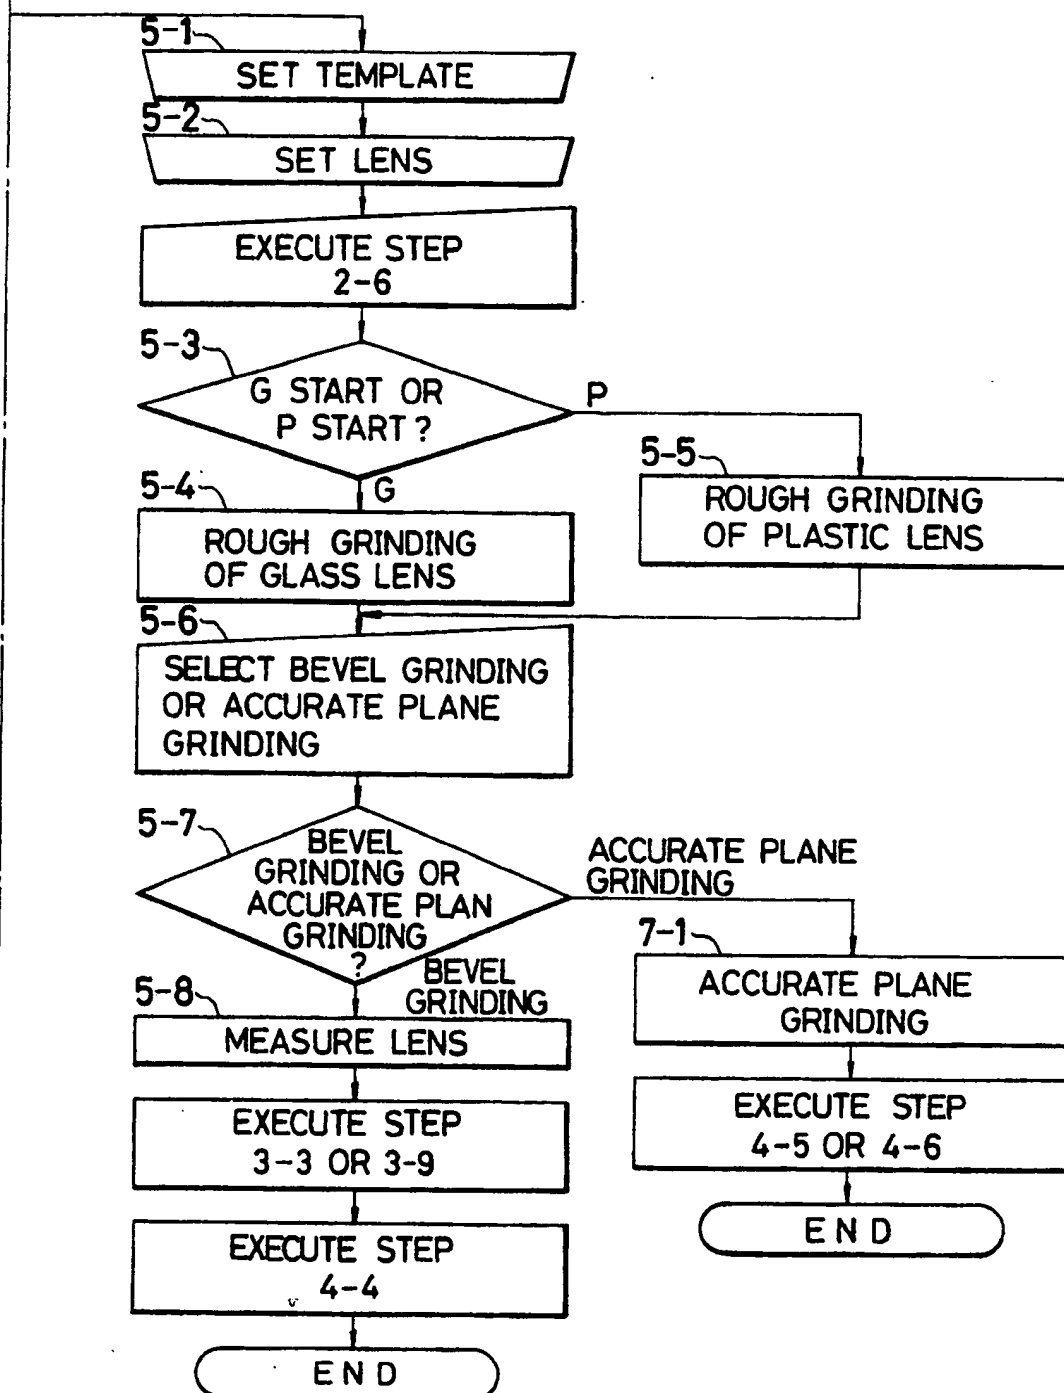 5-1
SET TEMPLATE
5-2
SET LENS
EXECUTE STEP
2-6
5-3
G START OR
P START ?
P
G
5-5
ROUGH GRINDING
OF PLASTIC LENS
5-4
ROUGH GRINDING
OF GLASS LENS
5-6
SELECT BEVEL GRINDING
OR ACCURATE PLANE
GRINDING
5-7
BEVEL
GRINDING OR
ACCURATE PLAN
GRINDING
?
ACCURATE PLANE
GRINDING
BEVEL
GRINDING
7-1
ACCURATE PLANE
GRINDING
EXECUTE STEP
4-5 OR 4-6
END
5-8
MEASURE LENS
EXECUTE STEP
3-3 OR 3-9
EXECUTE STEP
4-4
END